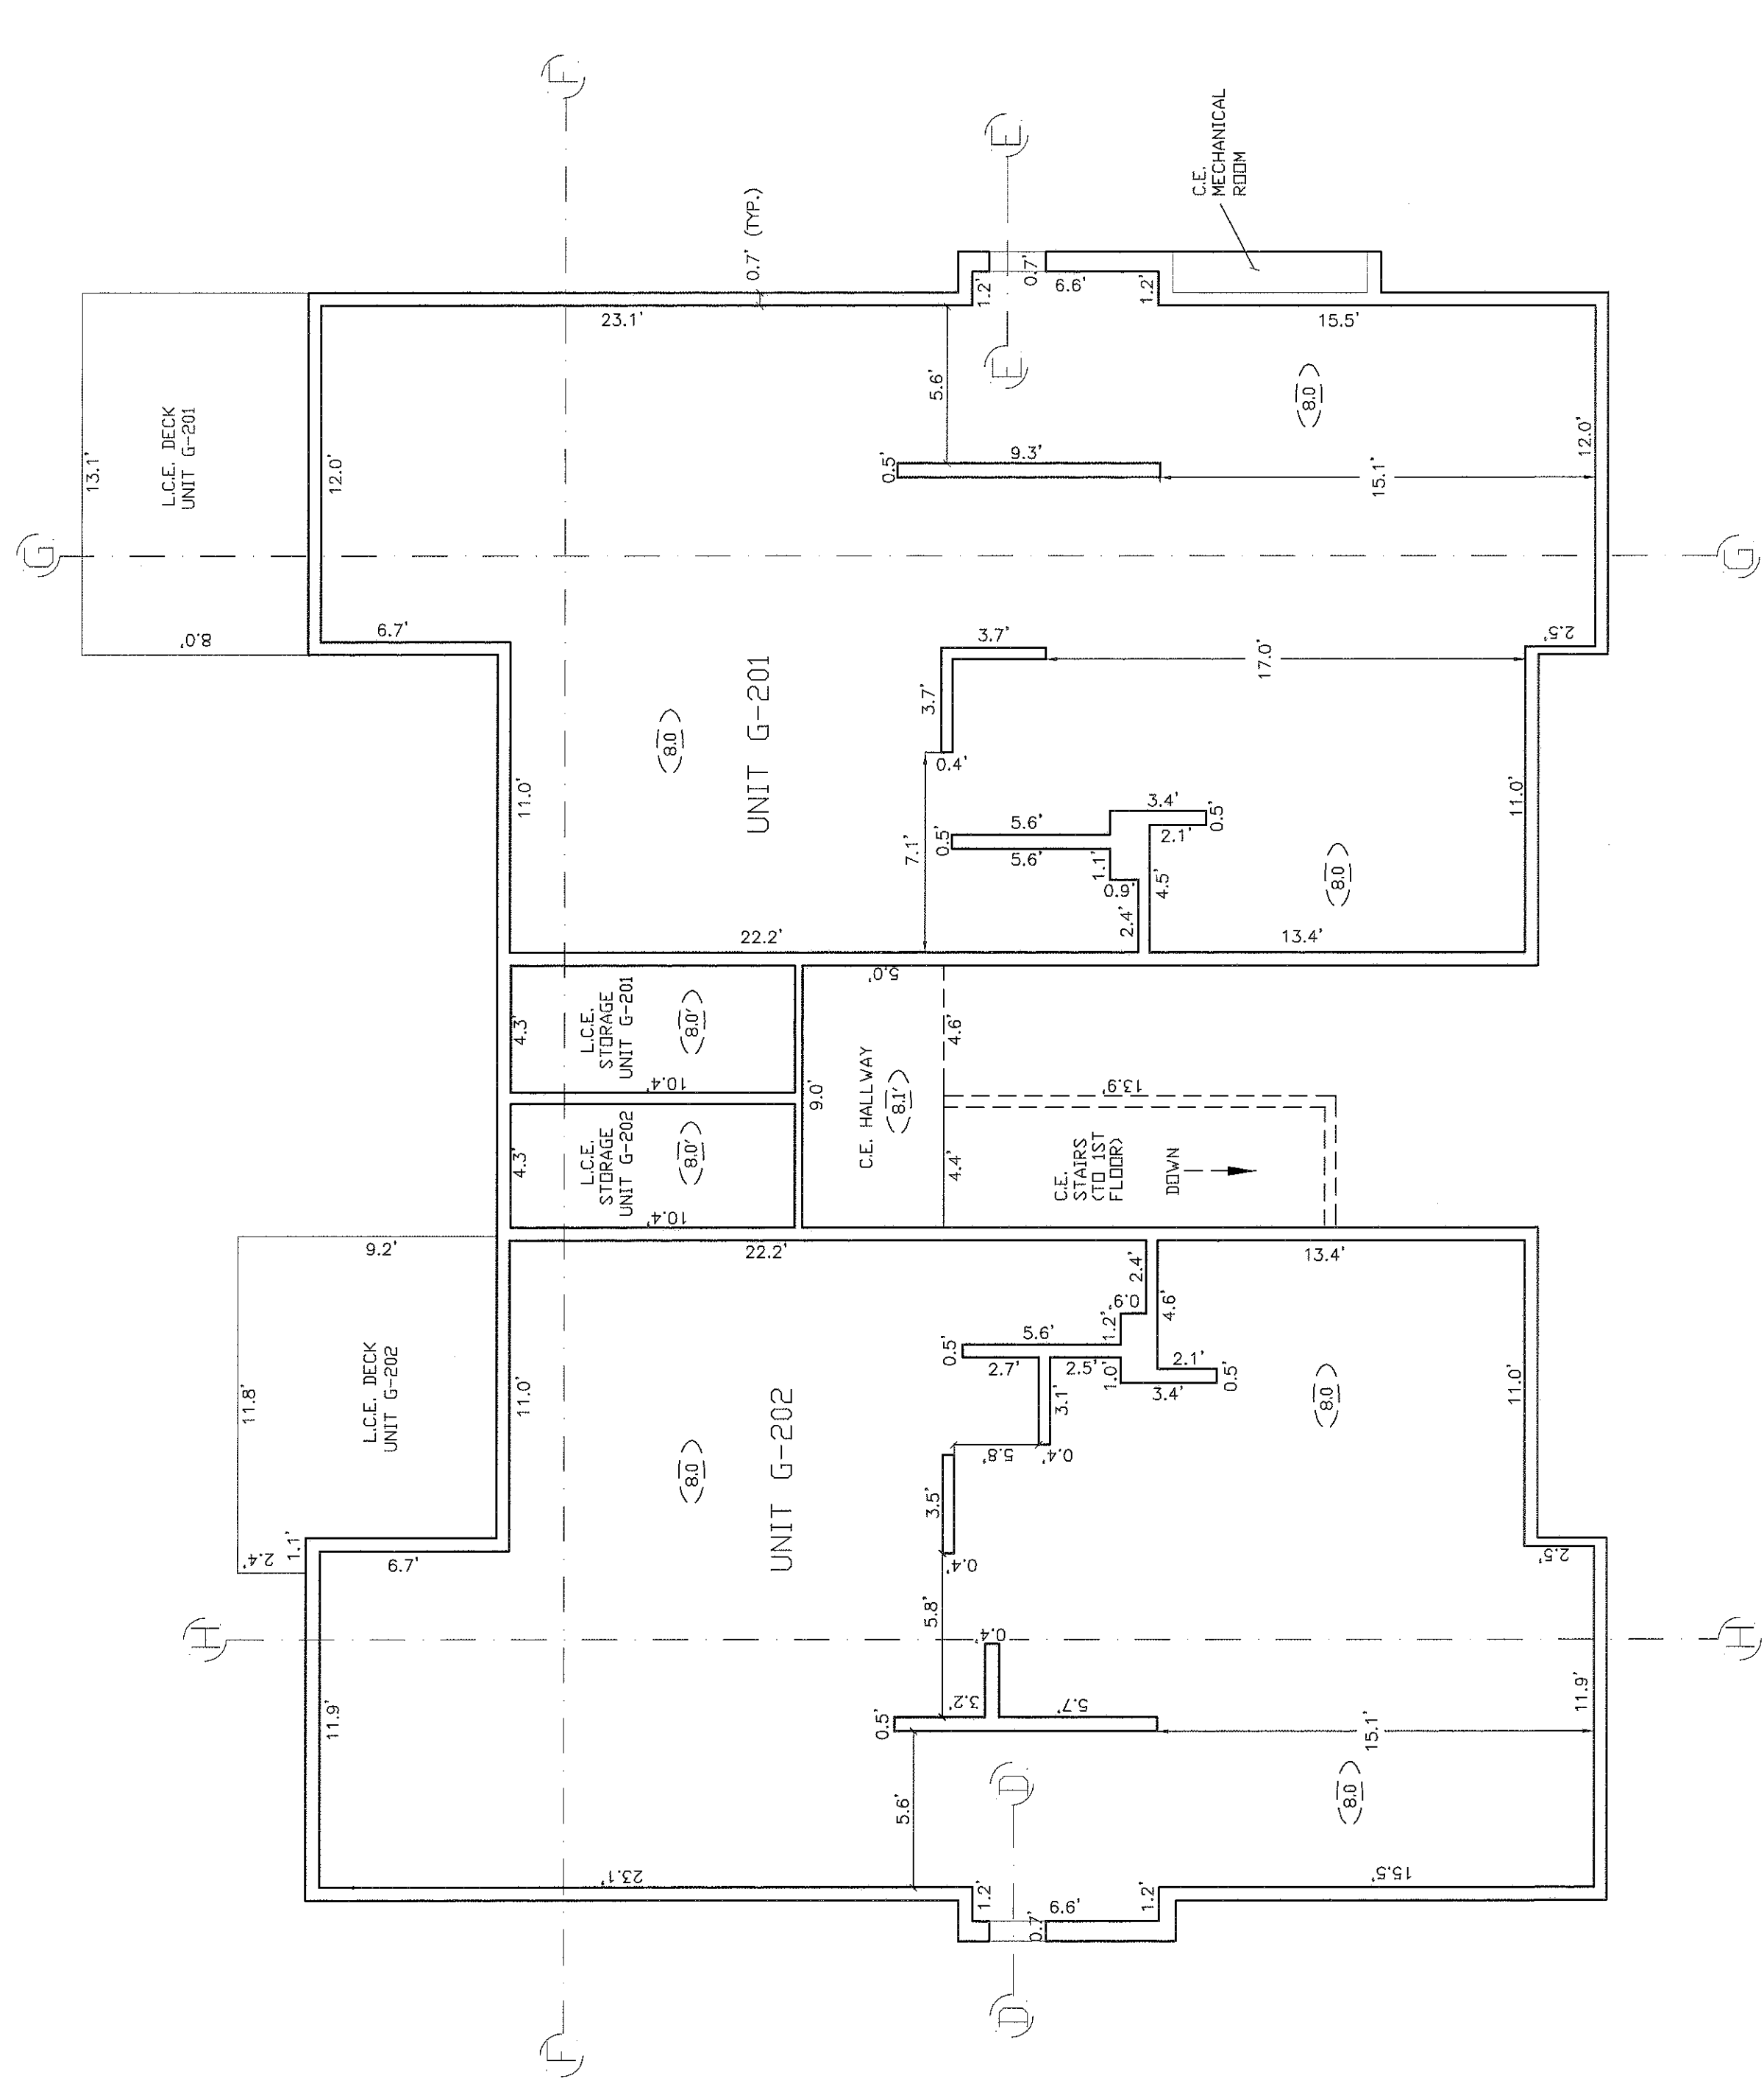 G
13.1'
8.0'
L.C.E. DECK
UNIT G-201
F
12.0'
6.7'
23.1'
0.7' (TYP.)
11.0'
(8.0)
UNIT G-201
E
E
C.E.
MECHANICAL
ROOM
1.2'
0.7'
6.9'
1.2'
15.5'
5.6'
0.5'
9.3'
15.1'
12.0'
(8.0)
3.7'
3.7'
0.4'
17.0'
2.5'
G
7.1'
0.5'
5.6'
5.6'
1.1'
0.9'
2.4'
3.4'
2.1'
0.5'
4.5'
11.0'
(8.0)
22.2'
13.4'
4.3'
L.C.E.
STORAGE
UNIT G-201
(8.0')
10.4'
4.3'
L.C.E.
STORAGE
UNIT G-202
(8.0')
10.4'
9.0'
5.0'
C.E. HALLWAY
(8.1')
4.6'
4.4'
13.9'
C.E.
STAIRS
(TO 1ST
FLOOR)
DOWN
9.2'
11.8'
L.C.E. DECK
UNIT G-202
2.4'
1.1'
22.2'
13.4'
11.0'
6.7'
(8.0)
UNIT G-202
2.4'
0.9'
1.2'
4.6'
5.6'
0.5'
2.7'
2.5'
1.0'
3.4'
2.1'
0.5'
3.1'
0.4'
5.8'
3.5'
0.4'
(8.0)
11.0'
2.5'
H
H
11.9'
5.8'
0.4'
3.2'
5.7'
0.5'
15.1'
11.9'
5.6'
(8.0)
23.1'
1.2'
0.7'
6.9'
1.2'
15.5'
D
D
F